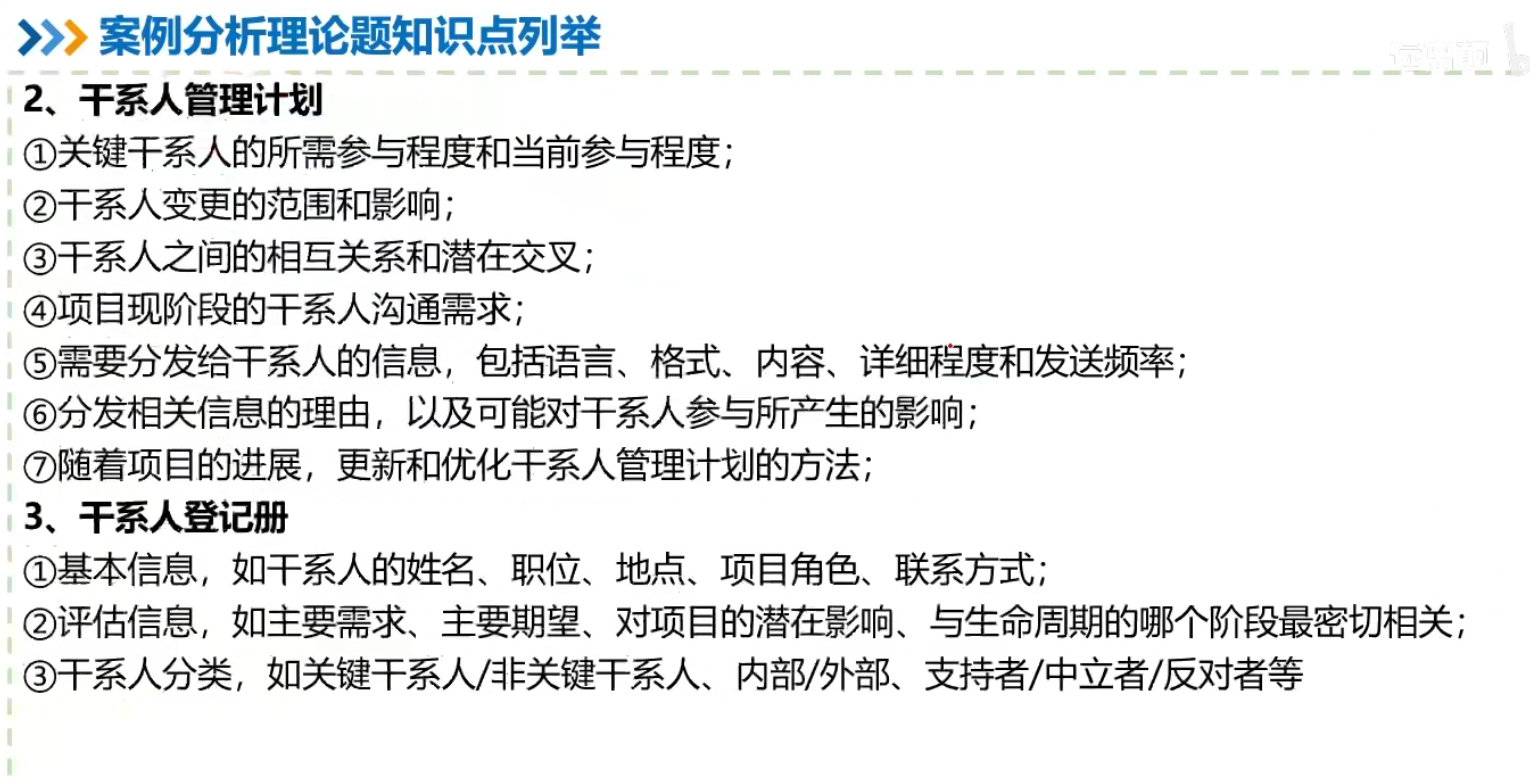 案例分析理论题知识点列举
2、干系人管理计划
①关键干系人的所需参与程度和当前参与程度；
②干系人变更的范围和影响；
③干系人之间的相互关系和潜在交叉；
④项目现阶段的干系人沟通需求；
⑤需要分发给干系人的信息，包括语言、格式、内容、详细程度和发送频率；
⑥分发相关信息的理由，以及可能对干系人参与所产生的影响；
⑦随着项目的进展，更新和优化干系人管理计划的方法；
3、干系人登记册
①基本信息，如干系人的姓名、职位、地点、项目角色、联系方式；
②评估信息，如主要需求、主要期望、对项目的潜在影响、与生命周期的哪个阶段最密切相关；
③干系人分类，如关键干系人/非关键干系人、内部/外部、支持者/中立者/反对者等